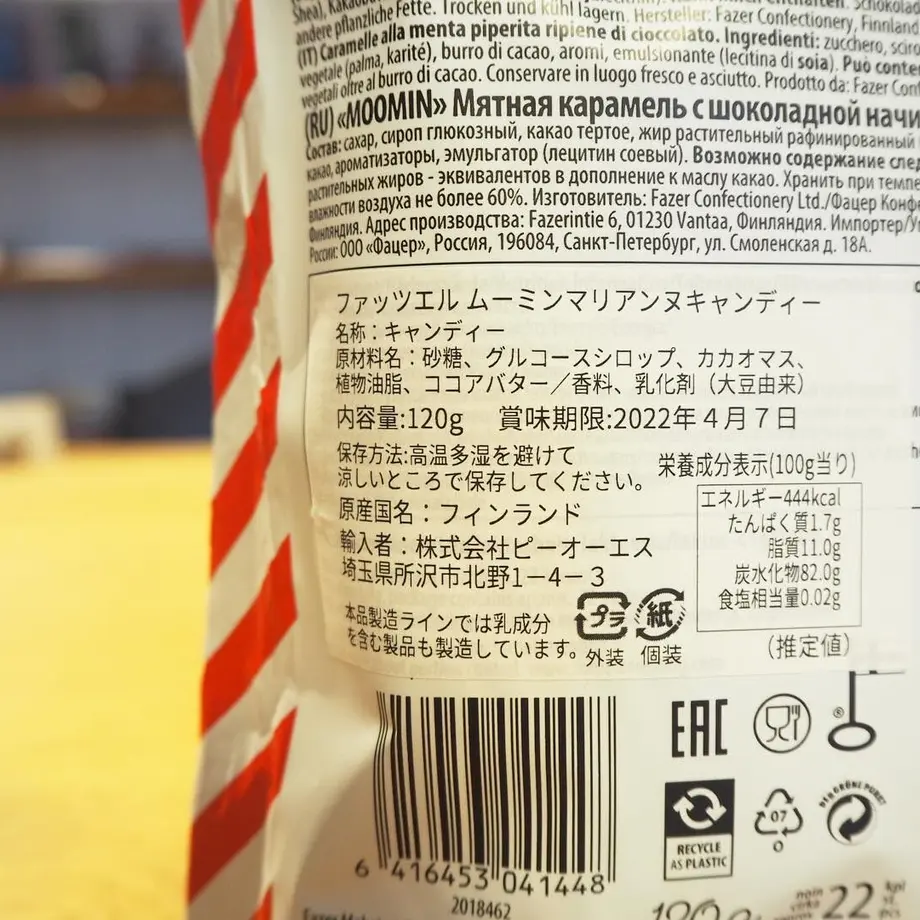 Shea), Kakaobu
andere pflanzliche Fette. Trocken und kühl lagern. Hersteller: Fazer Confectionery, Finnland
(IT) Caramelle alla menta piperita ripiene di cioccolato. Ingredienti: zucchero, sciro
vegetale (palma, karité), burro di cacao, aromi, emulsionante (lecitina di soia). Può conte
vegetali oltre al burro di cacao. Conservare in luogo fresco e asciutto. Prodotto da: Fazer Conf
(RU) «MOOMIN» Мятная карамель с шоколадной начи
Состав: сахар, сироп глюкозный, какао тертое, жир растительный рафинированный
какао, ароматизаторы, эмульгатор (лецитин соевый). Возможно содержание след
растительных жиров - эквивалентов в дополнение к маслу какао. Хранить при темпе
влажности воздуха не более 60%. Изготовитель: Fazer Confectionery Ltd./Фацер Конфе
Финляндия. Адрес производства: Fazerintie 6, 01230 Vantaa, Финляндия. Импортер/Уп
России: ООО «Фацер», Россия, 196084, Санкт-Петербург, ул. Смоленская д. 18А.
ファッツエル ムーミンマリアンヌキャンディー
名称：キャンディー
原材料名：砂糖、グルコースシロップ、カカオマス、
植物油脂、ココアバター／香料、乳化剤（大豆由来）
内容量:120g 賞味期限:2022年４月７日
保存方法:高温多湿を避けて
涼しいところで保存してください。
原産国名：フィンランド
輸入者：株式会社ピーオーエス
埼玉県所沢市北野1－4－3
本品製造ラインでは乳成分
を含む製品も製造しています。
プラ 外装
紙 個装
栄養成分表示(100g当り)
エネルギー444kcal
たんぱく質1.7g
脂質11.0g
炭水化物82.0g
食塩相当量0.02g
（推定値）
EAC
®
RECYCLE
AS PLASTIC
07
DER GRÜNE PUNKT
6 416453 041448
2018462
120 g
22 kpl